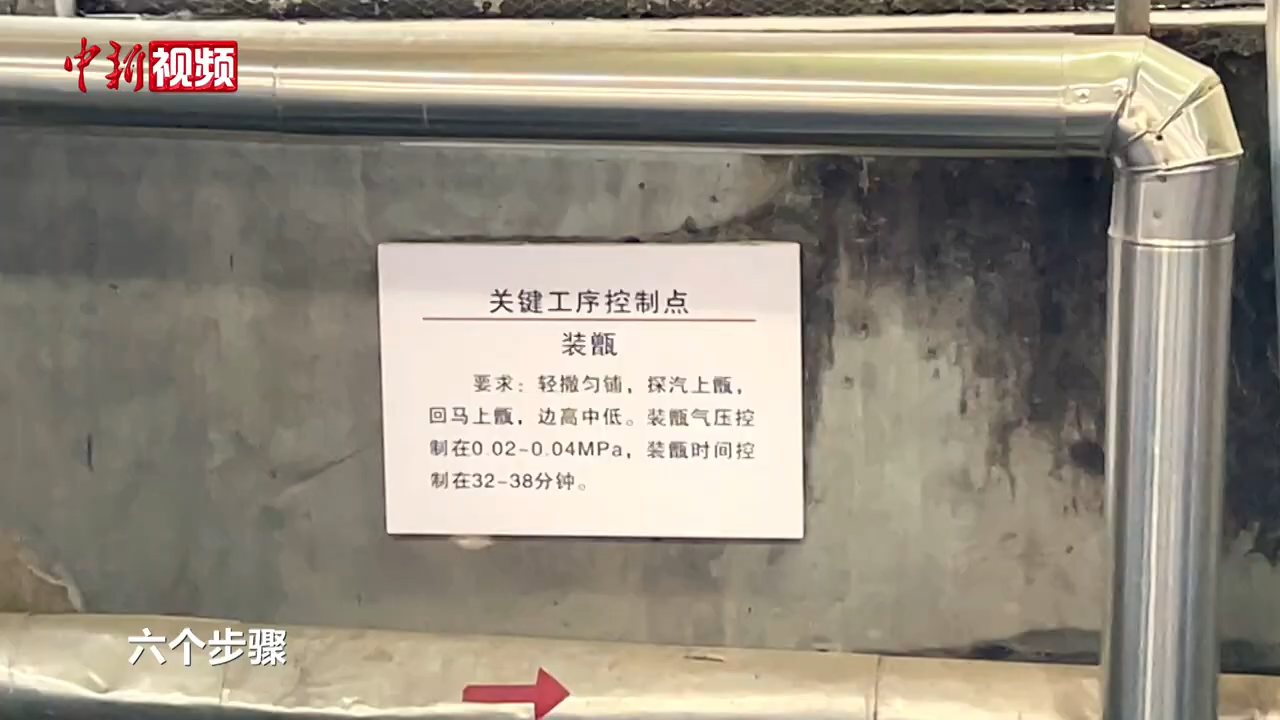 中新视频
关键工序控制点
装甑
要求：轻撒匀铺，探汽上甑，
回马上甑，边高中低。装甑气压控
制在0.02-0.04MPa，装甑时间控
制在32-38分钟。
六个步骤